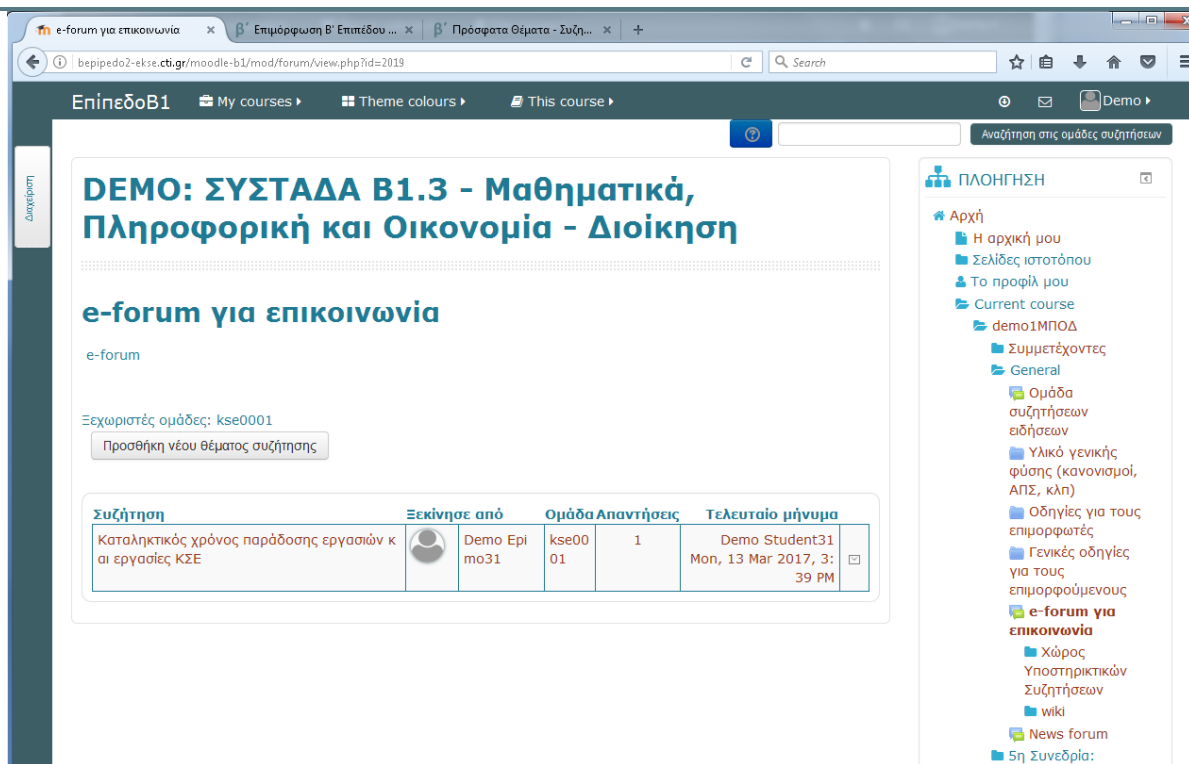 e-forum για επικοινωνία
β΄ Επιμόρφωση Β' Επιπέδου ...
β΄ Πρόσφατα Θέματα - Συζη...
bepipedo2-ekse.cti.gr/moodle-b1/mod/forum/view.php?id=2019
Search
ΕπίπεδοB1
My courses
Theme colours
This course
Demo
Αναζήτηση στις ομάδες συζητήσεων
Διαχείριση
DEMO: ΣΥΣΤΑΔΑ Β1.3 - Μαθηματικά,
Πληροφορική και Οικονομία - Διοίκηση
e-forum για επικοινωνία
e-forum
Ξεχωριστές ομάδες: kse0001
Προσθήκη νέου θέματος συζήτησης
Συζήτηση Ξεκίνησε από Ομάδα Απαντήσεις Τελευταίο μήνυμα
Καταληκτικός χρόνος παράδοσης εργασιών κ
αι εργασίες ΚΣΕ
Demo Epi
mo31
kse00
01
1
Demo Student31
Mon, 13 Mar 2017, 3:
39 PM
ΠΛΟΗΓΗΣΗ
Αρχή
Η αρχική μου
Σελίδες ιστοτόπου
Το προφίλ μου
Current course
demo1ΜΠΟΔ
Συμμετέχοντες
General
Ομάδα
συζητήσεων
ειδήσεων
Υλικό γενικής
φύσης (κανονισμοί,
ΑΠΣ, κλπ)
Οδηγίες για τους
επιμορφωτές
Γενικές οδηγίες
για τους
επιμορφούμενους
e-forum για
επικοινωνία
Χώρος
Υποστηρικτικών
Συζητήσεων
wiki
News forum
5η Συνεδρία: